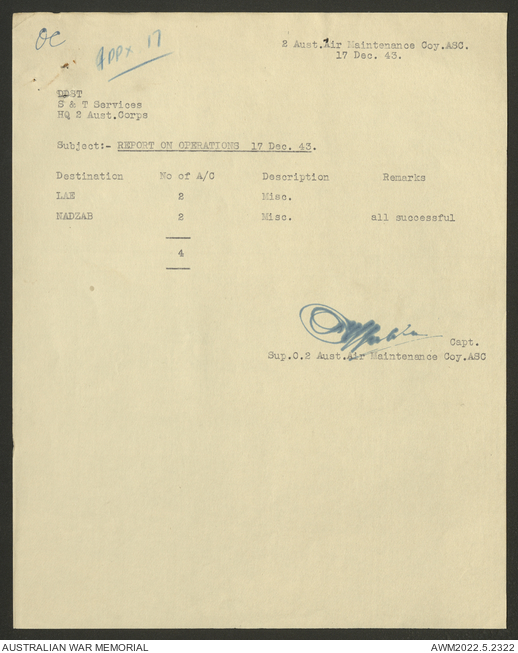 OC
APPX. 17
2 Aust.Air Maintenance Coy.ASC.
17 Dec. 43.
DDST
S & T Services
HQ 2 Aust.Corps
Subject:- REPORT ON OPERATIONS 17 Dec. 43.
Destination No of A/C Description Remarks
LAE 2 Misc.
NADZAB 2 Misc. all successful
4
Capt.
Sup.O.2 Aust.Air Maintenance Coy.ASC
AUSTRALIAN WAR MEMORIAL
AWM2022.5.2322